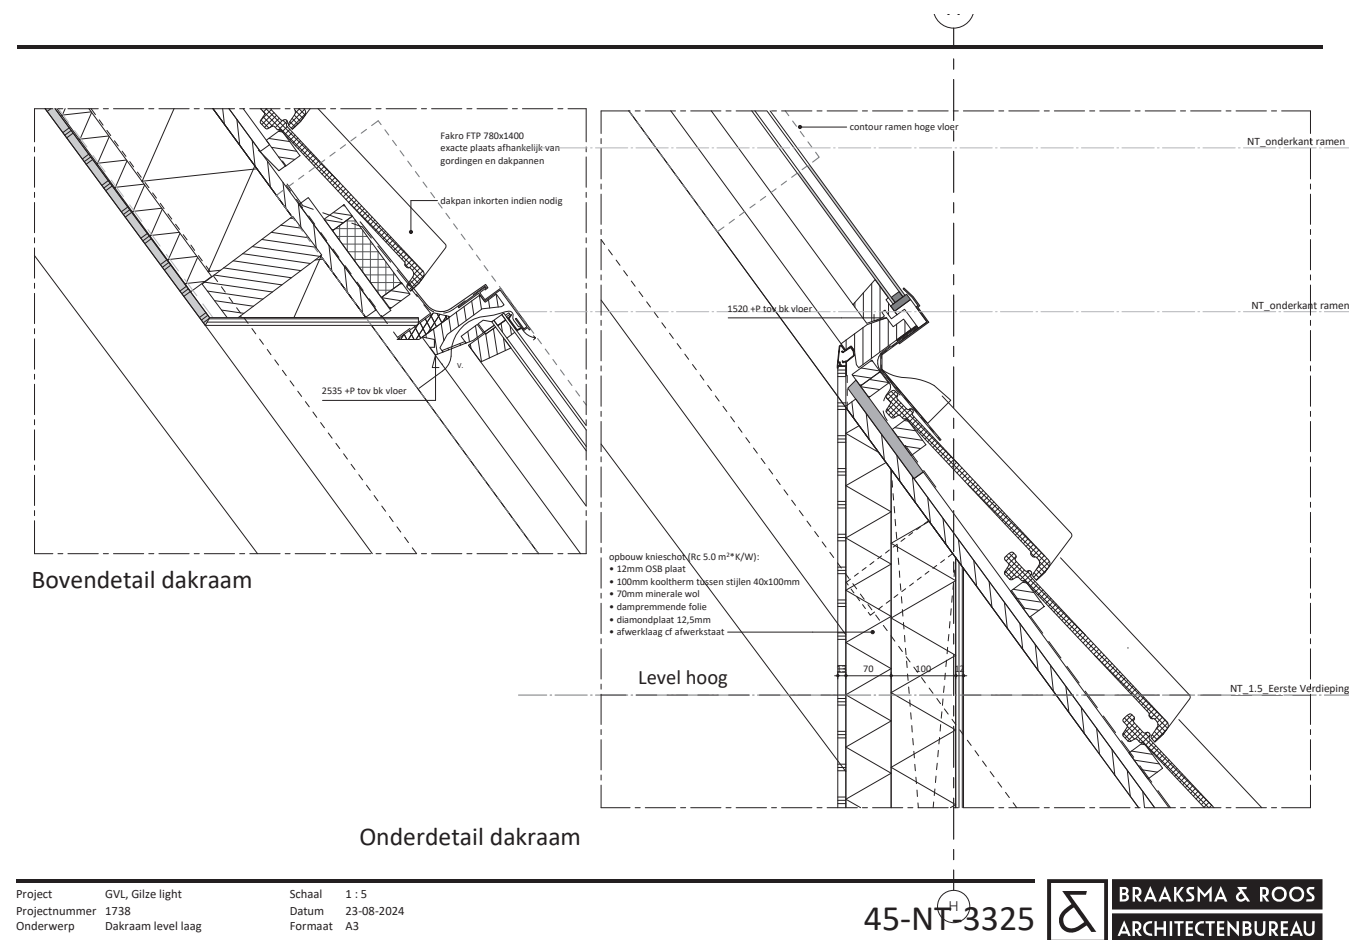 contour ramen hoge vloer
Fakro FTP 780x1400
exacte plaats afhankelijk van
gordingen en dakpannen
NT_onderkant ramen
dakpan inkorten indien nodig
NT_onderkant ramen
1520 +P tov bk vloer
v.
2535 +P tov bk vloer
opbouw knieschot (Rc 5.0 m²*K/W):
• 12mm OSB plaat
• 100mm kooltherm tussen stijlen 40x100mm
• 70mm minerale wol
• dampremmende folie
• diamondplaat 12,5mm
• afwerklaag cf afwerkstaat
Bovendetail dakraam
Level hoog
70
100
12
NT_1.5_Eerste Verdieping
Onderdetail dakraam
Project GVL, Gilze light
Projectnummer 1738
Onderwerp Dakraam level laag
Schaal 1 : 5
Datum 23-08-2024
Formaat A3
H
45-NT-3325
&
BRAAKSMA & ROOS
ARCHITECTENBUREAU